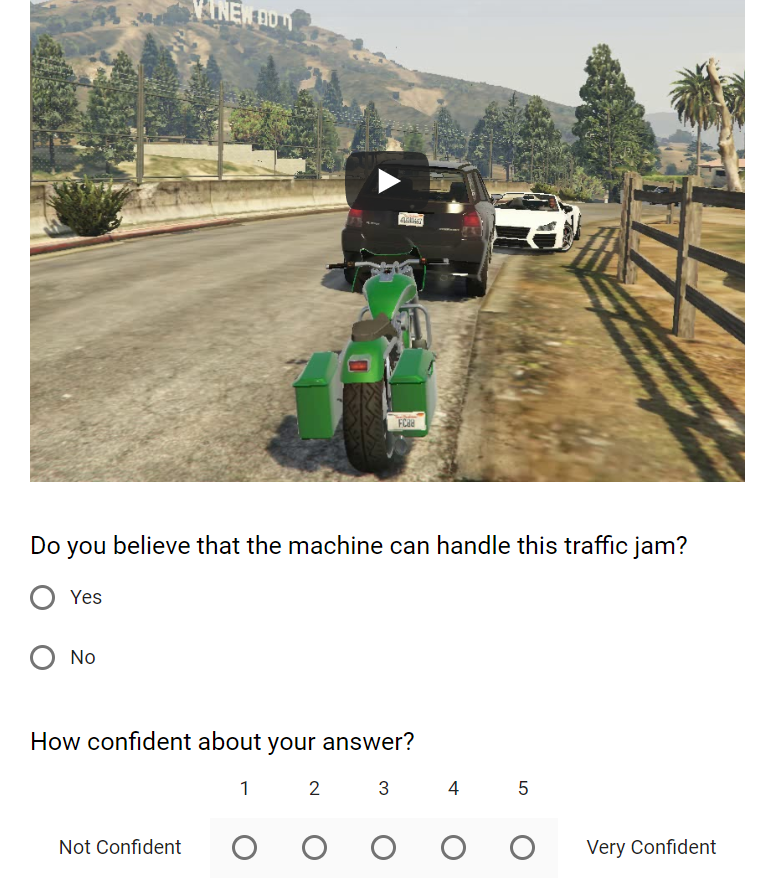 VINEWOOD
Do you believe that the machine can handle this traffic jam?
Yes
No
How confident about your answer?
1 2 3 4 5
Not Confident
Very Confident